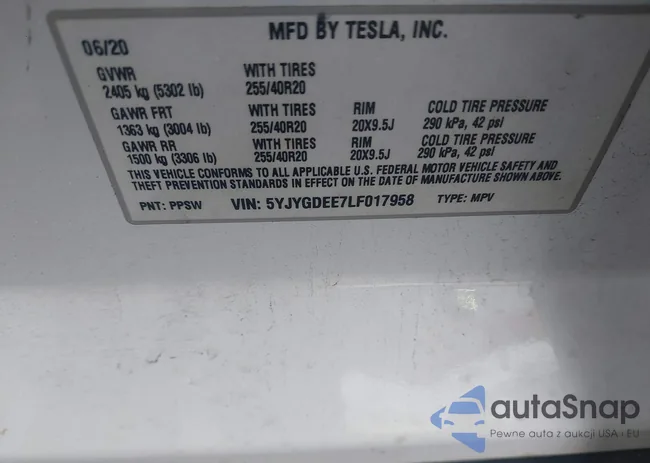 06/20 MFD BY TESLA, INC.
GVWR WITH TIRES
2405 kg (5302 lb) 255/40R20
GAWR FRT WITH TIRES RIM COLD TIRE PRESSURE
1363 kg (3004 lb) 255/40R20 20X9.5J 290 kPa, 42 psi
GAWR RR WITH TIRES RIM COLD TIRE PRESSURE
1500 kg (3306 lb) 255/40R20 20X9.5J 290 kPa, 42 psi
THIS VEHICLE CONFORMS TO ALL APPLICABLE U.S. FEDERAL MOTOR VEHICLE SAFETY AND
THEFT PREVENTION STANDARDS IN EFFECT ON THE DATE OF MANUFACTURE SHOWN ABOVE.
PNT: PPSW VIN: 5YJYGDEE7LF017958 TYPE: MPV
autoSnap
Pewne auta z aukcji USA i EU